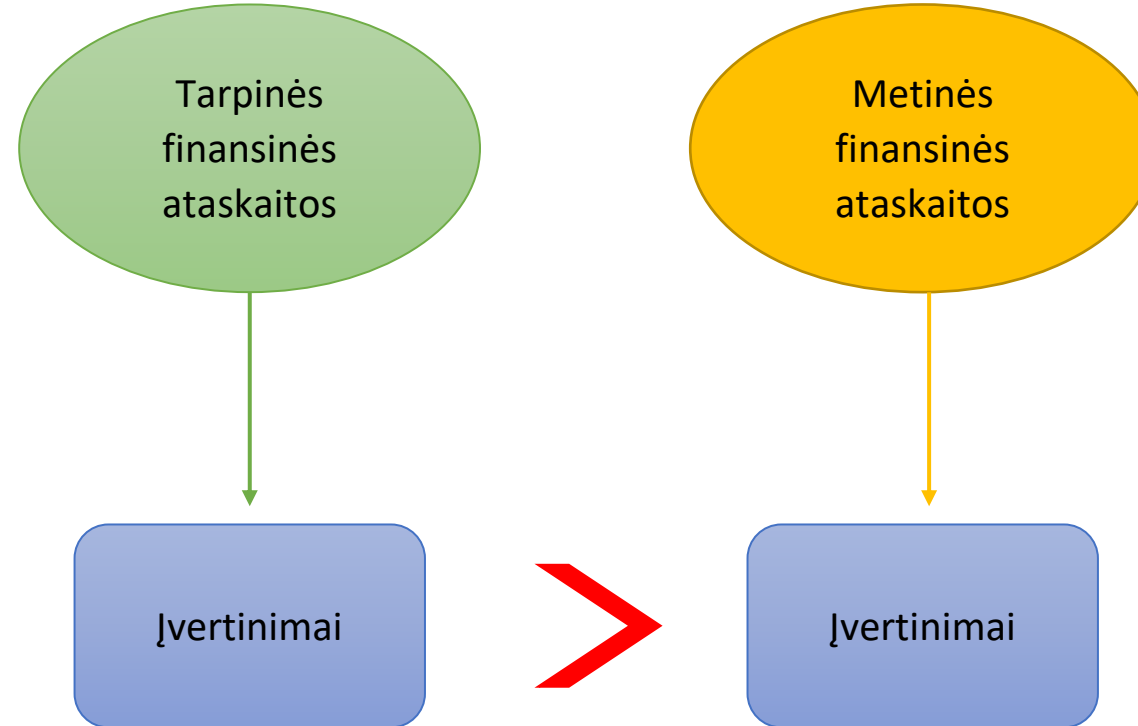 Tarpinės
finansinės
ataskaitos
Metinės
finansinės
ataskaitos
Įvertinimai
Įvertinimai